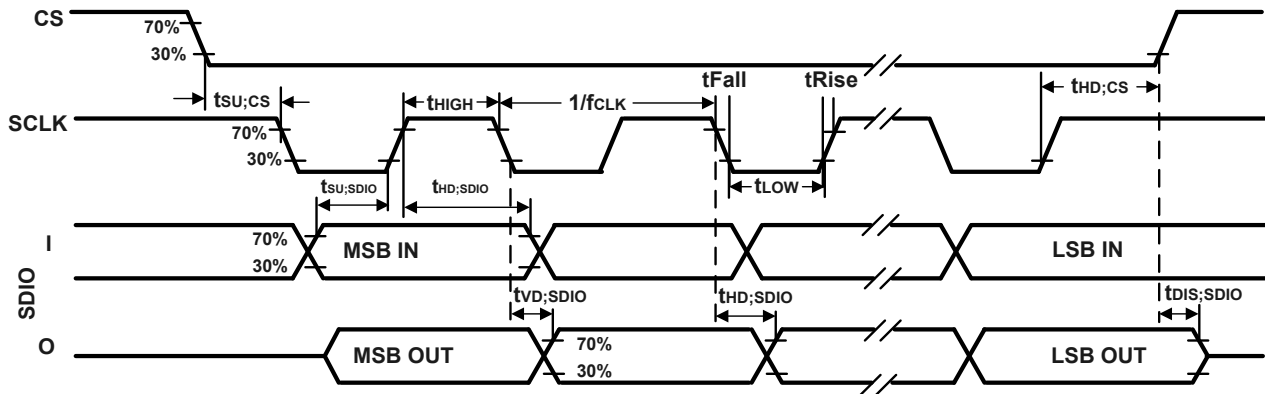 CS
70%
30%
tFall
tRise
tSU;CS
tHIGH
1/fCLK
tHD;CS
SCLK
70%
30%
tSU;SDIO
tHD;SDIO
tLOW
SDIO
I
70%
30%
MSB IN
LSB IN
tVD;SDIO
tHD;SDIO
tDIS;SDIO
O
MSB OUT
70%
30%
LSB OUT